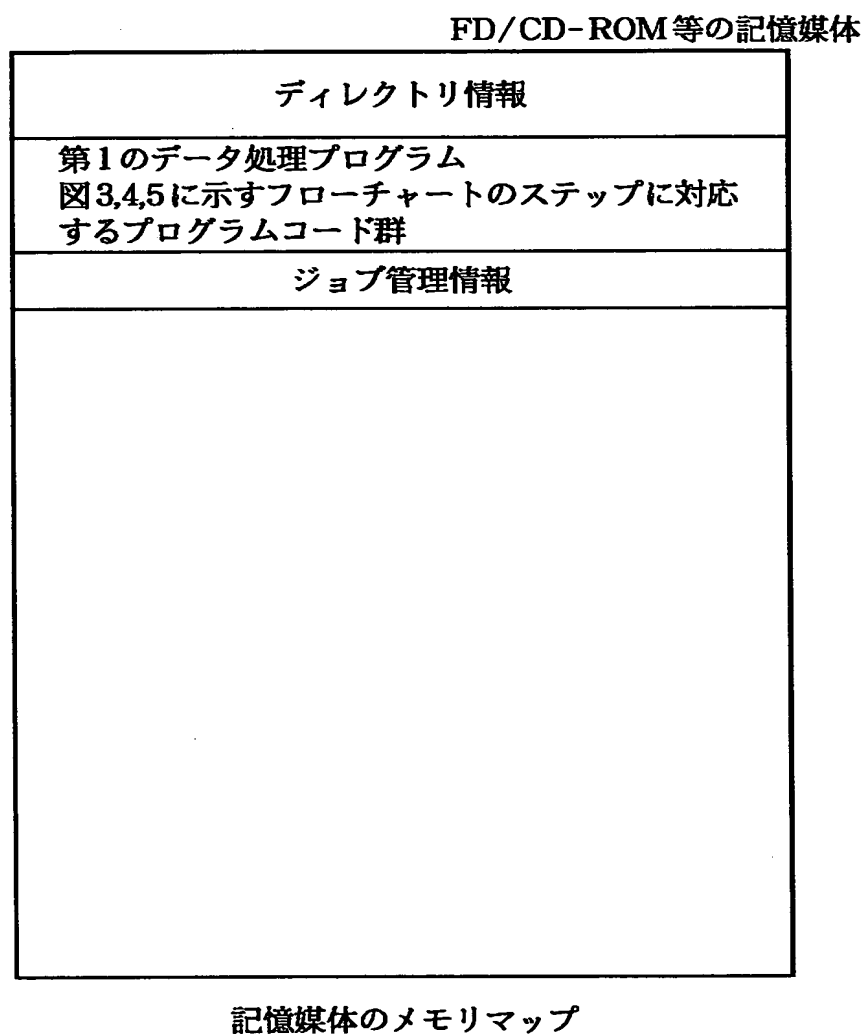 FD/CD-ROM等の記憶媒体
ディレクトリ情報
第1のデータ処理プログラム
図3,4,5に示すフローチャートのステップに対応
するプログラムコード群
ジョブ管理情報
記憶媒体のメモリマップ